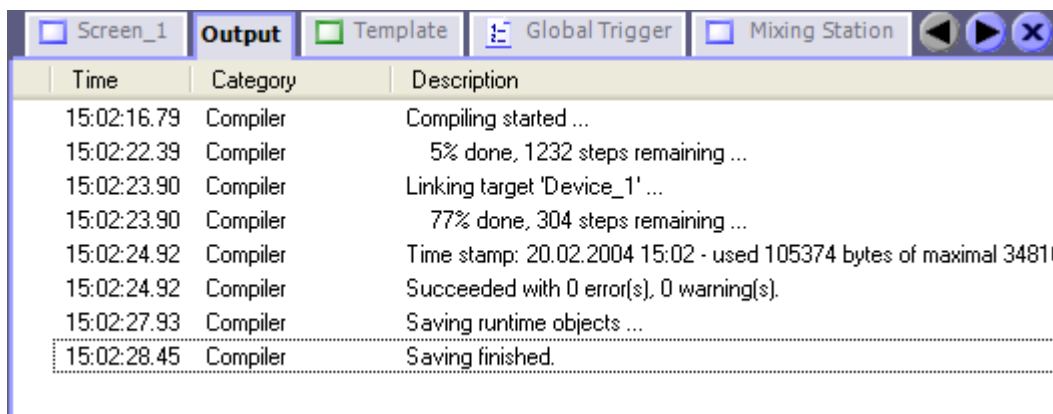 Screen_1 Output Template Global Trigger Mixing Station
Time Category Description
15:02:16.79 Compiler Compiling started ...
15:02:22.39 Compiler 5% done, 1232 steps remaining ...
15:02:23.90 Compiler Linking target 'Device_1' ...
15:02:23.90 Compiler 77% done, 304 steps remaining ...
15:02:24.92 Compiler Time stamp: 20.02.2004 15:02 - used 105374 bytes of maximal
15:02:24.92 Compiler Succeeded with 0 error(s), 0 warning(s).
15:02:27.93 Compiler Saving runtime objects ...
15:02:28.45 Compiler Saving finished.